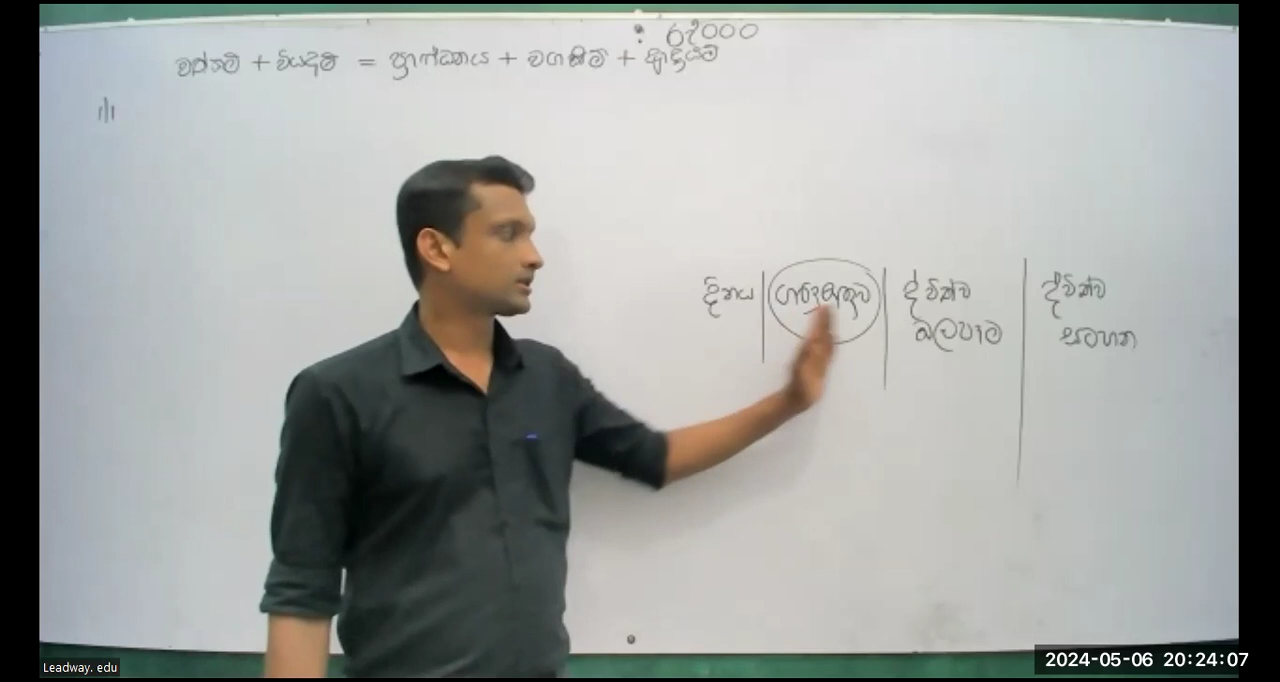 : රු 7000
වත්කම් + වියදම් = ප්‍රාග්ධනය + වගකීම් + ආදායම්
දිනය | ගනුදෙනුව | ද්විත්ව බලපෑම | ද්විත්ව සටහන
Leadway. edu
2024-05-06 20:24:07